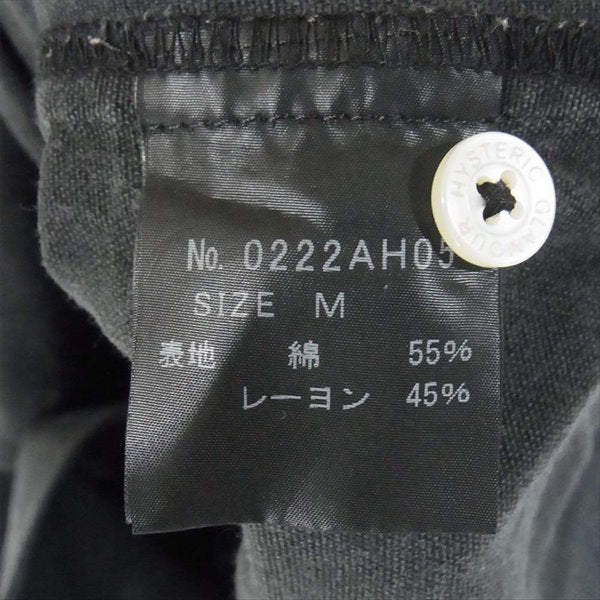 HYSTERIC GLAMOUR
No. 0222AH05
SIZE M
表地 綿 55%
レーヨン 45%